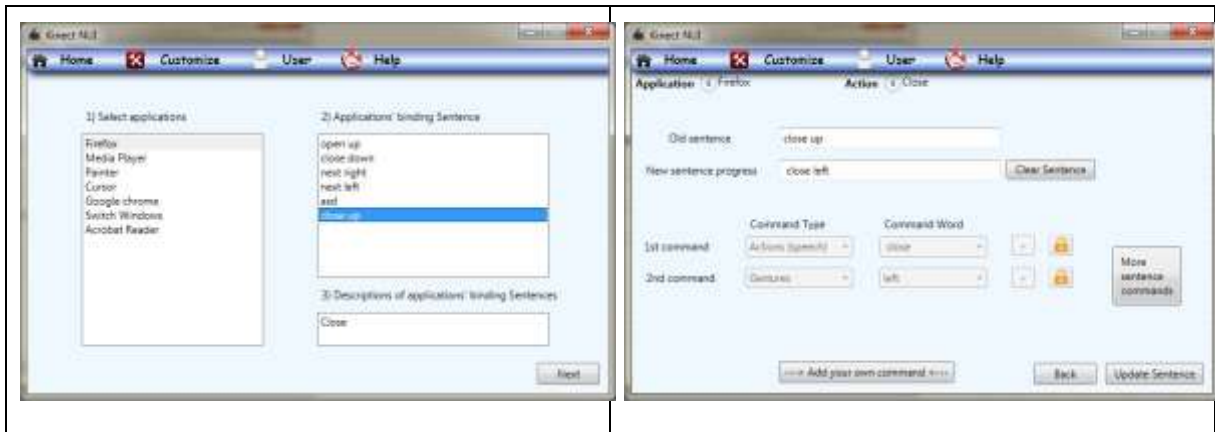 Kinect NUI
Home Customize User Help
1) Select applications
Firefox
Media Player
Painter
Cursor
Google chrome
Switch Windows
Acrobat Reader
2) Applications' binding Sentence
open up
close down
next right
next left
asd
close up
3) Descriptions of applications' binding Sentences
Close
Next
Kinect NUI
Home Customize User Help
Application : Firefox Action : Close
Old sentence close up
New sentence progress close left Clear Sentence
Command Type Command Word
1st command Actions (speech) close
2nd command Gestures left
More
sentence
commands
----> Add your own command <----
Back Update Sentence